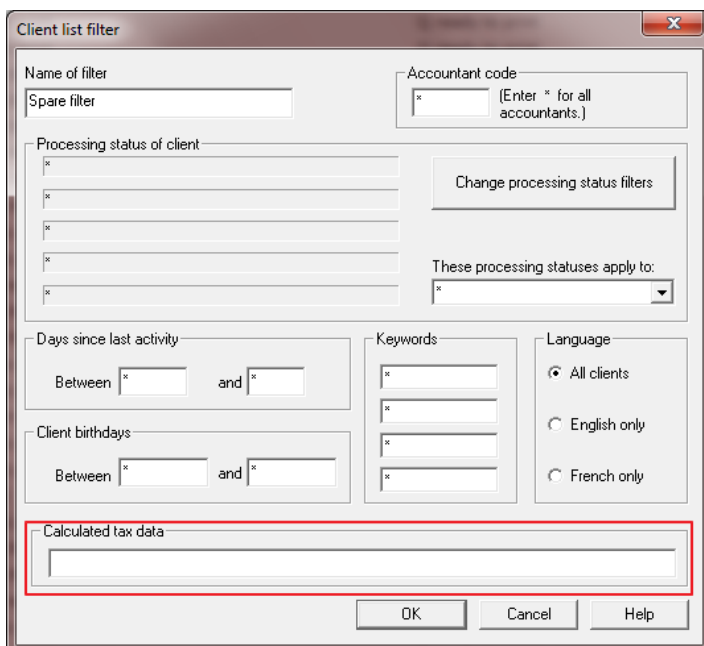 Client list filter
x
Name of filter
Spare filter
Accountant code
*
(Enter * for all
accountants.)
Processing status of client
*
*
*
*
*
Change processing status filters
These processing statuses apply to:
*
Days since last activity
Between * and *
Client birthdays
Between * and *
Keywords
*
*
*
*
Language
All clients
English only
French only
Calculated tax data
OK
Cancel
Help